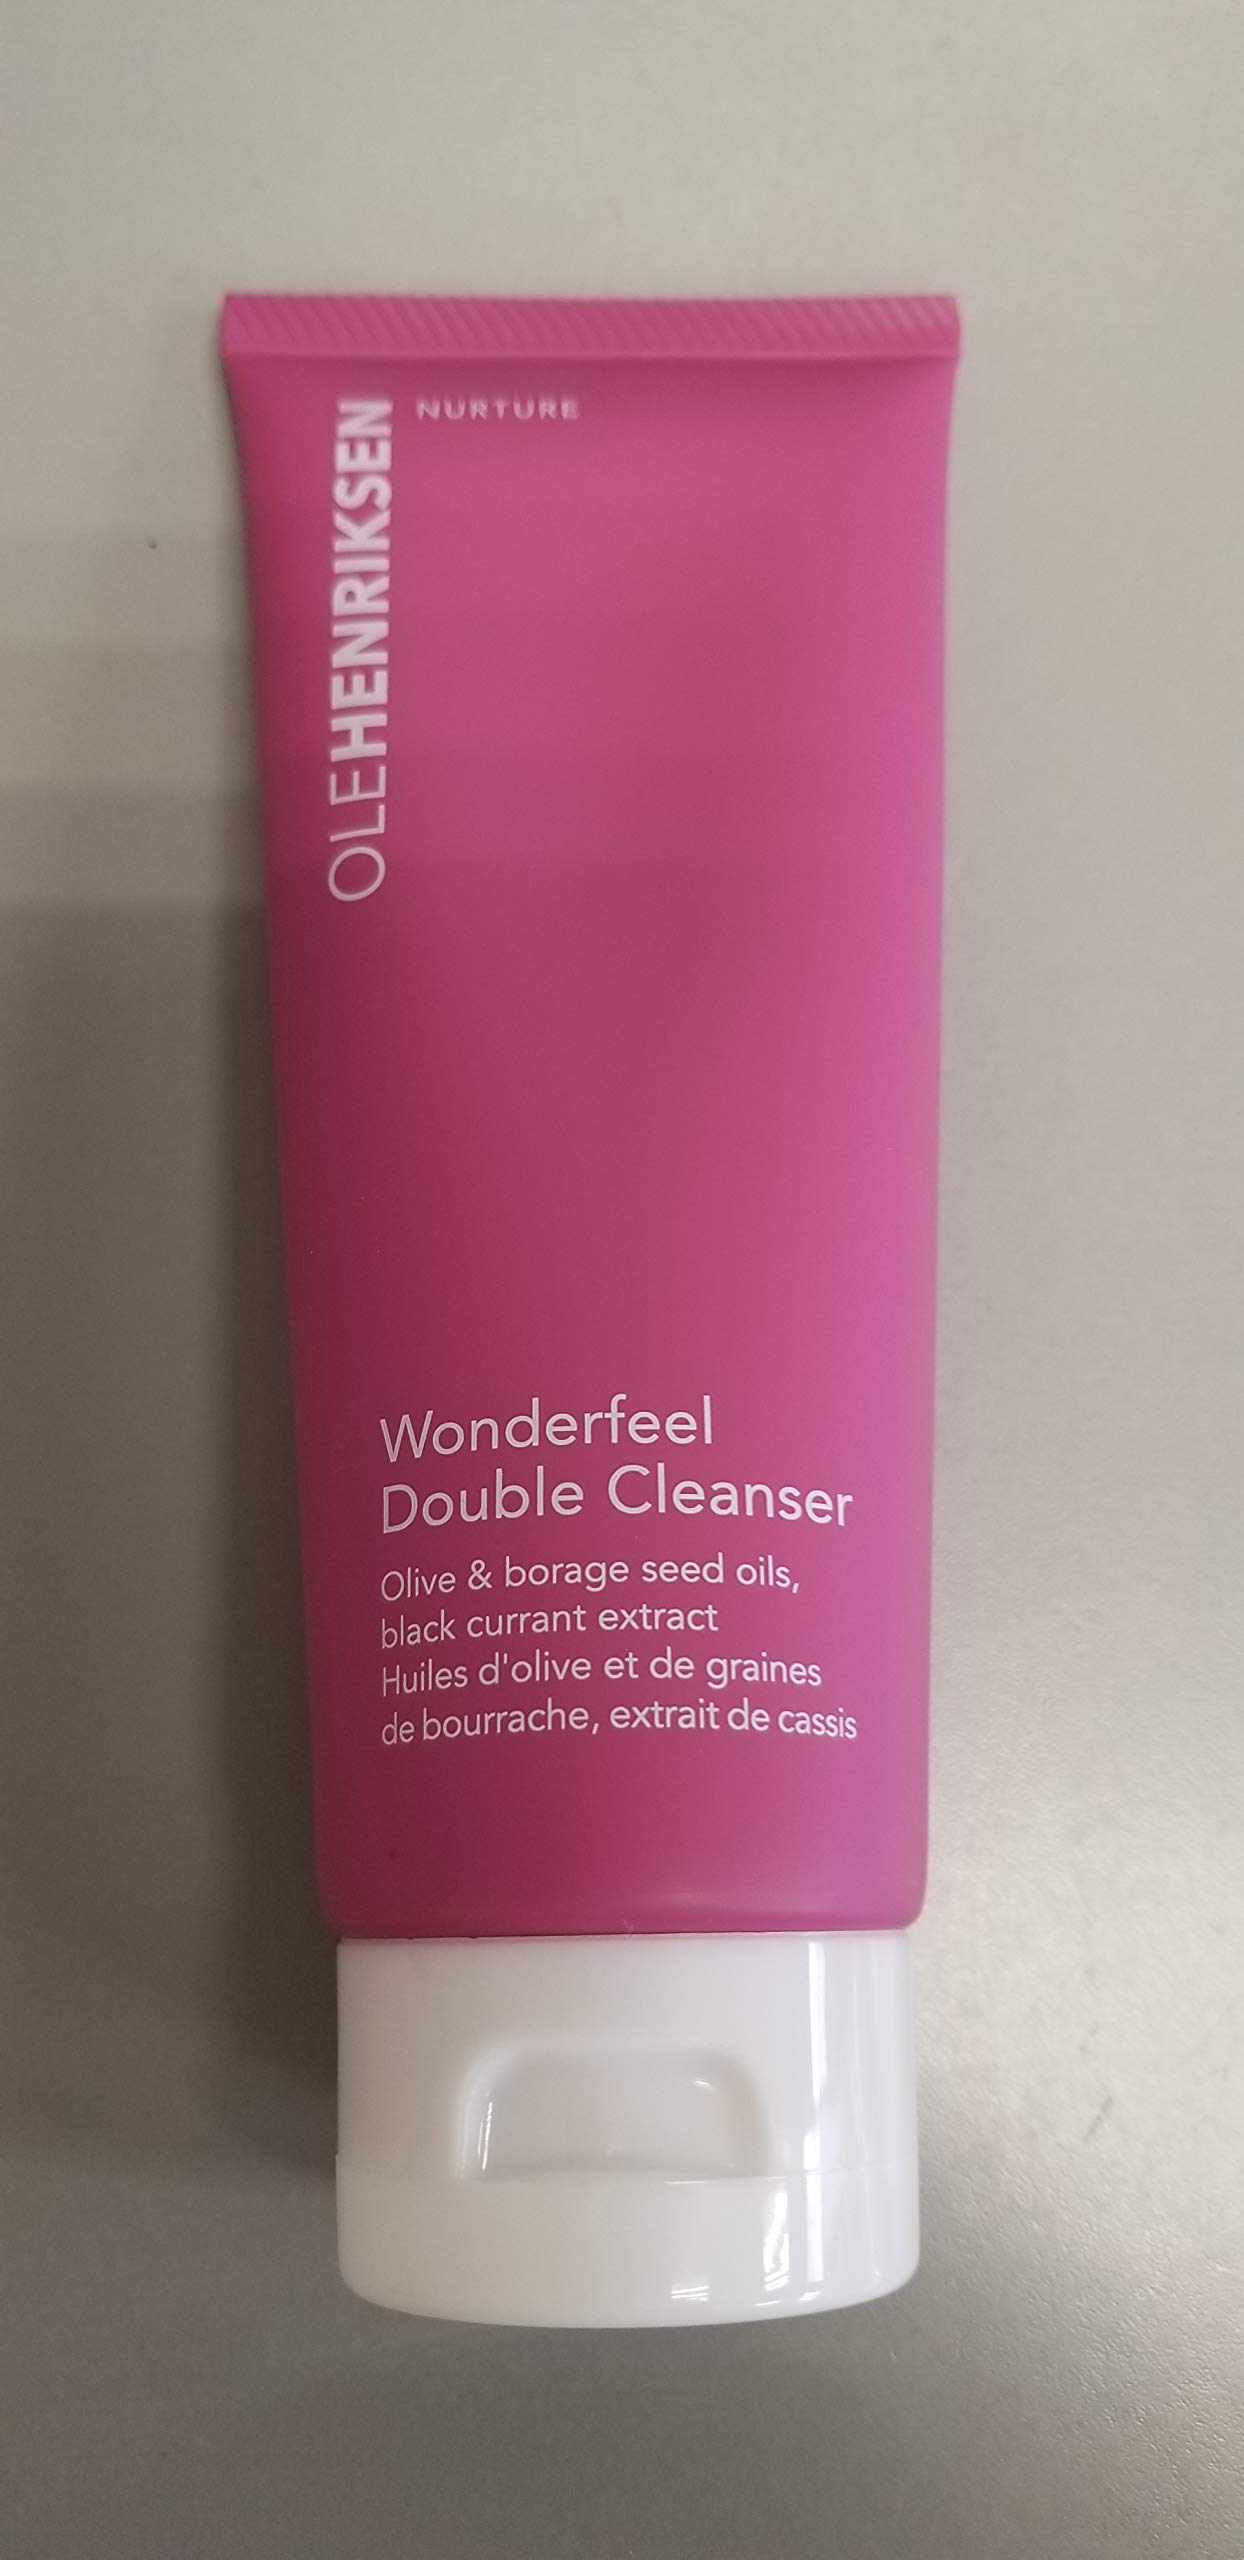 OLEHENRIKSEN
NURTURE
Wonderfeel
Double Cleanser
Olive & borage seed oils,
black currant extract
Huiles d'olive et de graines
de bourrache, extrait de cassis